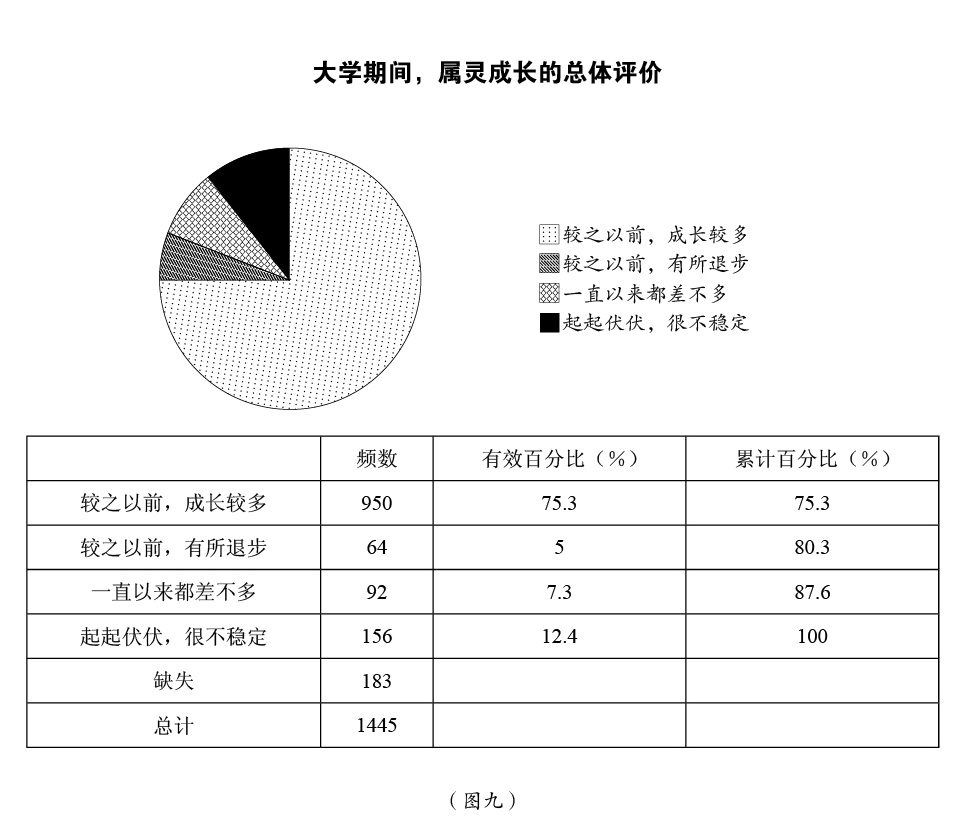 大学期间，属灵成长的总体评价
较之以前，成长较多
较之以前，有所退步
一直以来都差不多
起起伏伏，很不稳定
频数 有效百分比（%） 累计百分比（%）
较之以前，成长较多 950 75.3 75.3
较之以前，有所退步 64 5 80.3
一直以来都差不多 92 7.3 87.6
起起伏伏，很不稳定 156 12.4 100
缺失 183
总计 1445
（图九）